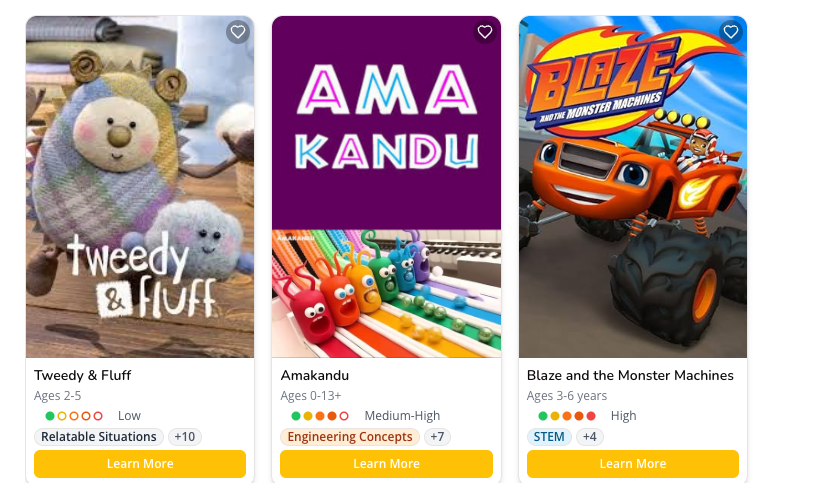 tweedy
& fluff
Tweedy & Fluff
Ages 2-5
Low
Relatable Situations +10
Learn More
AMA
KANDU
AMAKANDU
Amakandu
Ages 0-13+
Medium-High
Engineering Concepts +7
Learn More
BLAZE
AND THE MONSTER MACHINES
Blaze and the Monster Machines
Ages 3-6 years
High
STEM +4
Learn More